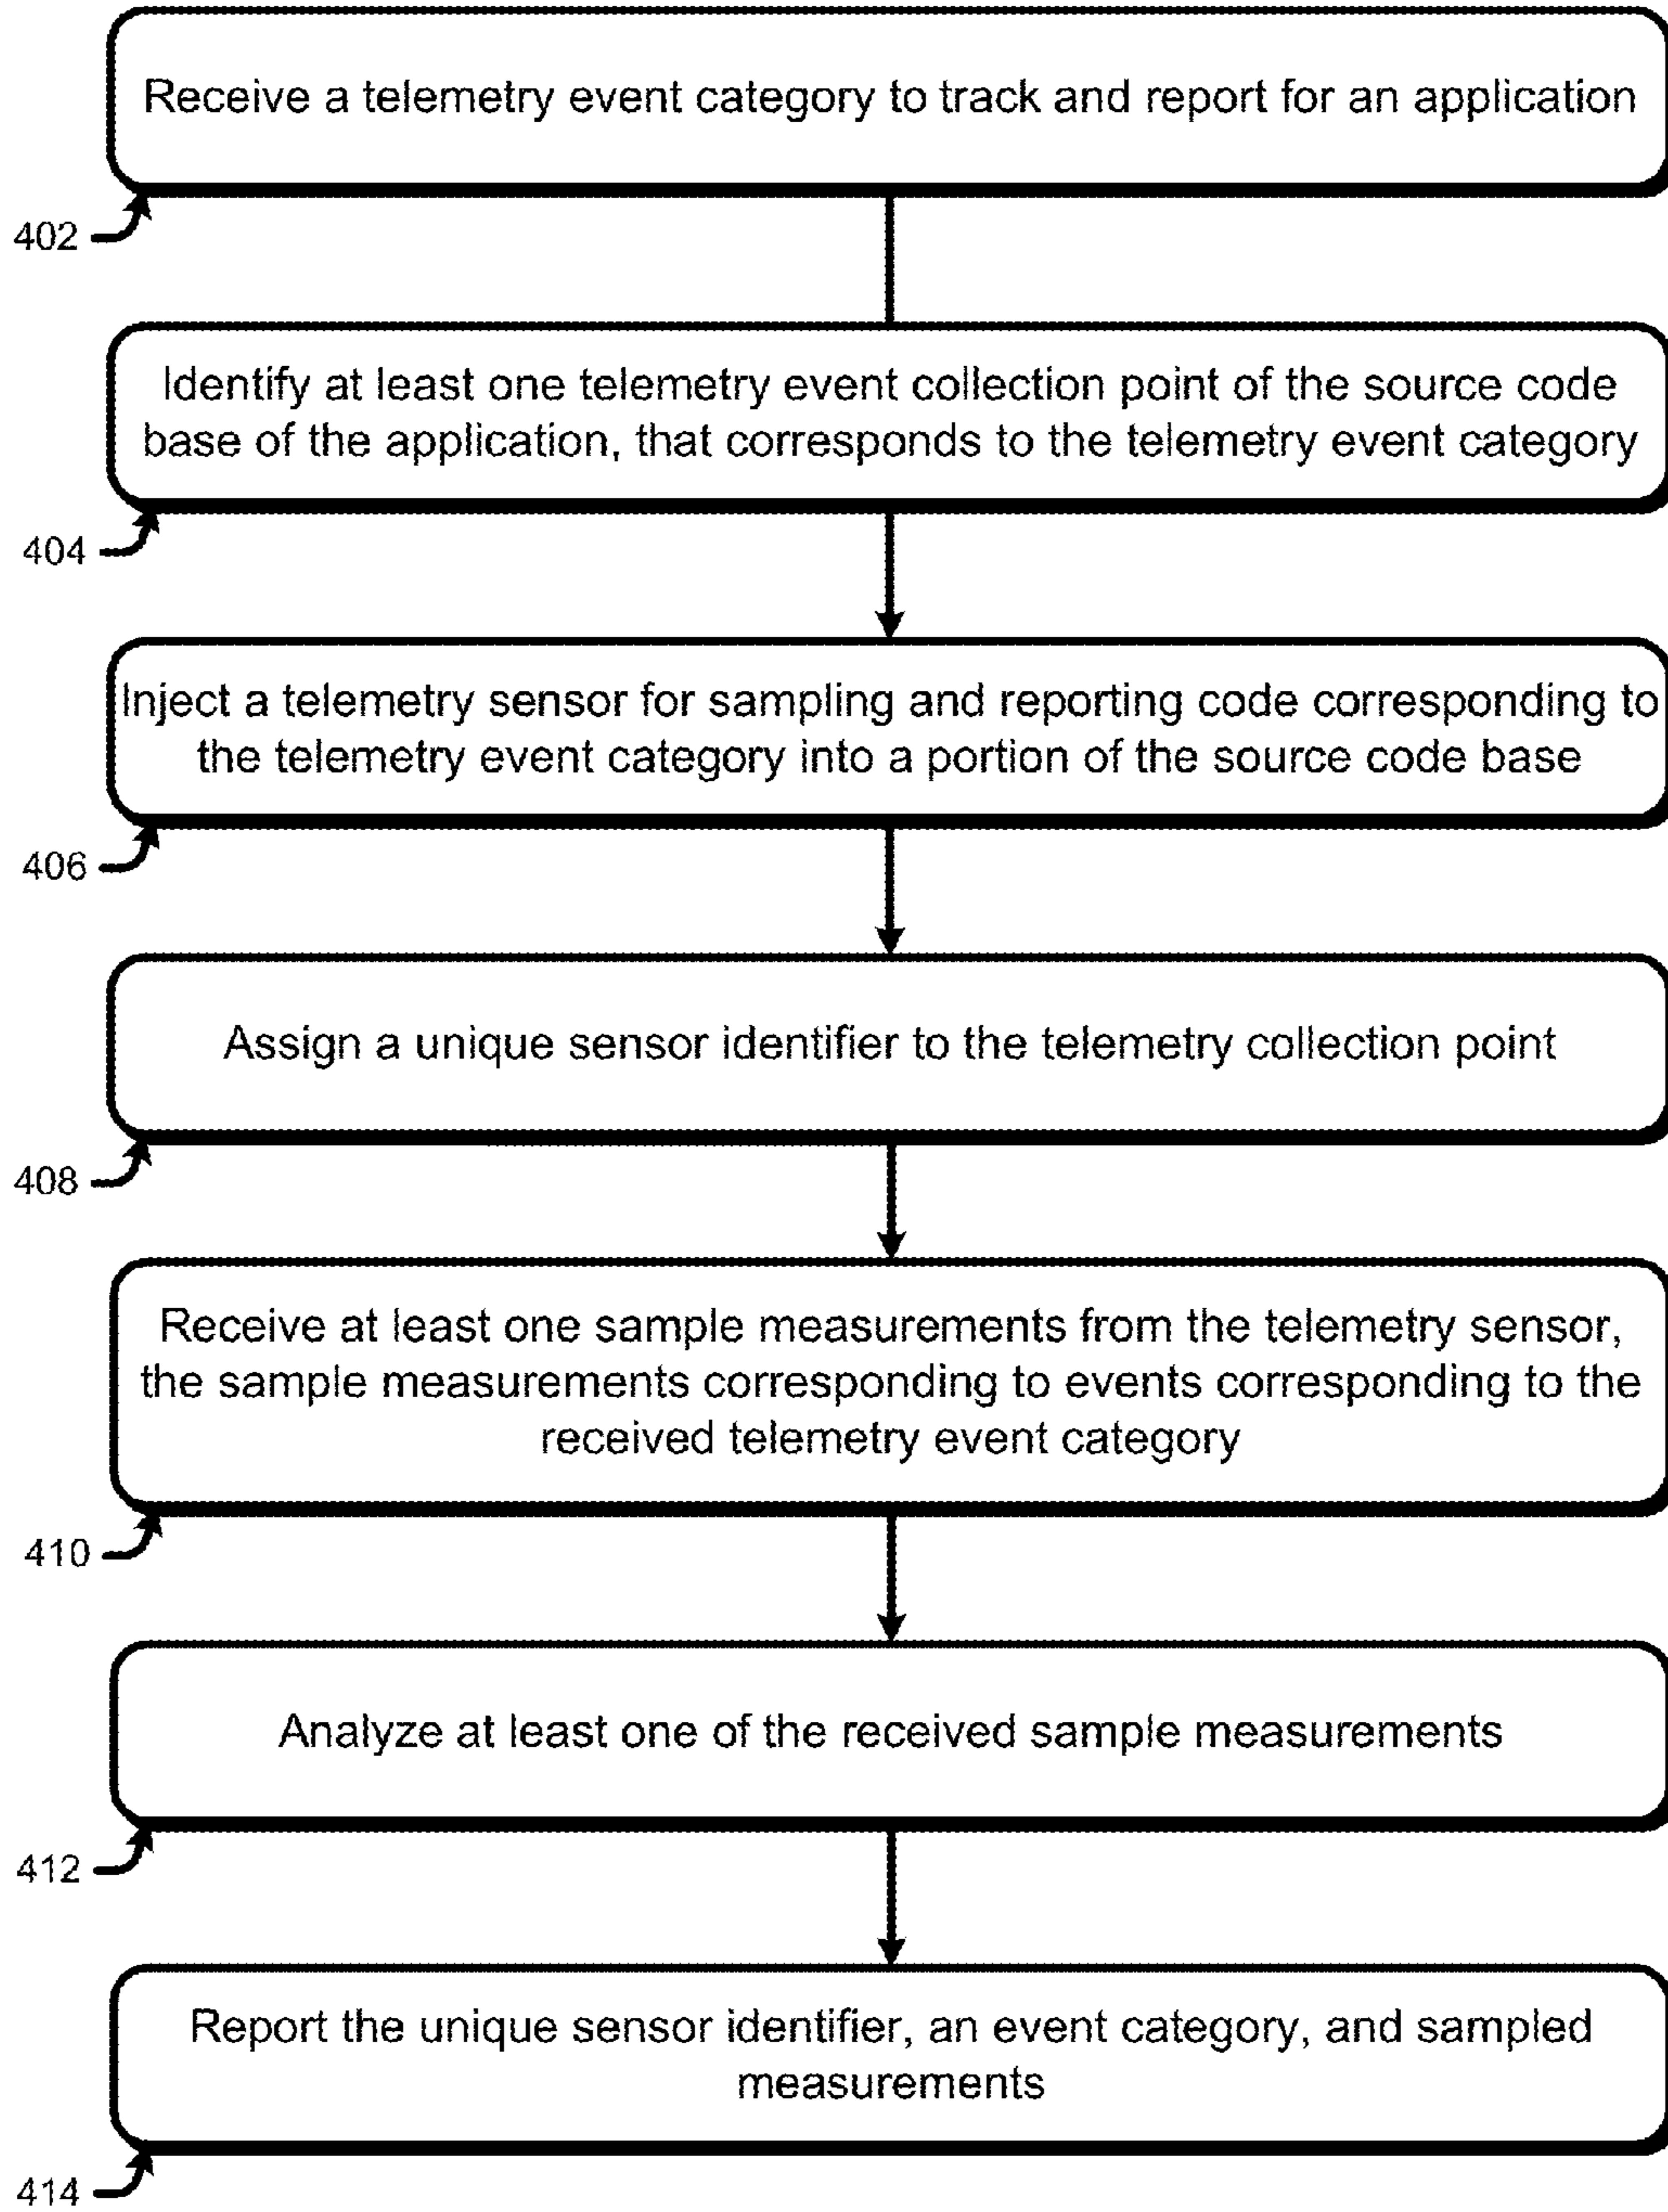 Receive a telemetry event category to track and report for an application
402
Identify at least one telemetry event collection point of the source code
base of the application, that corresponds to the telemetry event category
404
Inject a telemetry sensor for sampling and reporting code corresponding to
the telemetry event category into a portion of the source code base
406
Assign a unique sensor identifier to the telemetry collection point
408
Receive at least one sample measurements from the telemetry sensor,
the sample measurements corresponding to events corresponding to the
received telemetry event category
410
Analyze at least one of the received sample measurements
412
Report the unique sensor identifier, an event category, and sampled
measurements
414